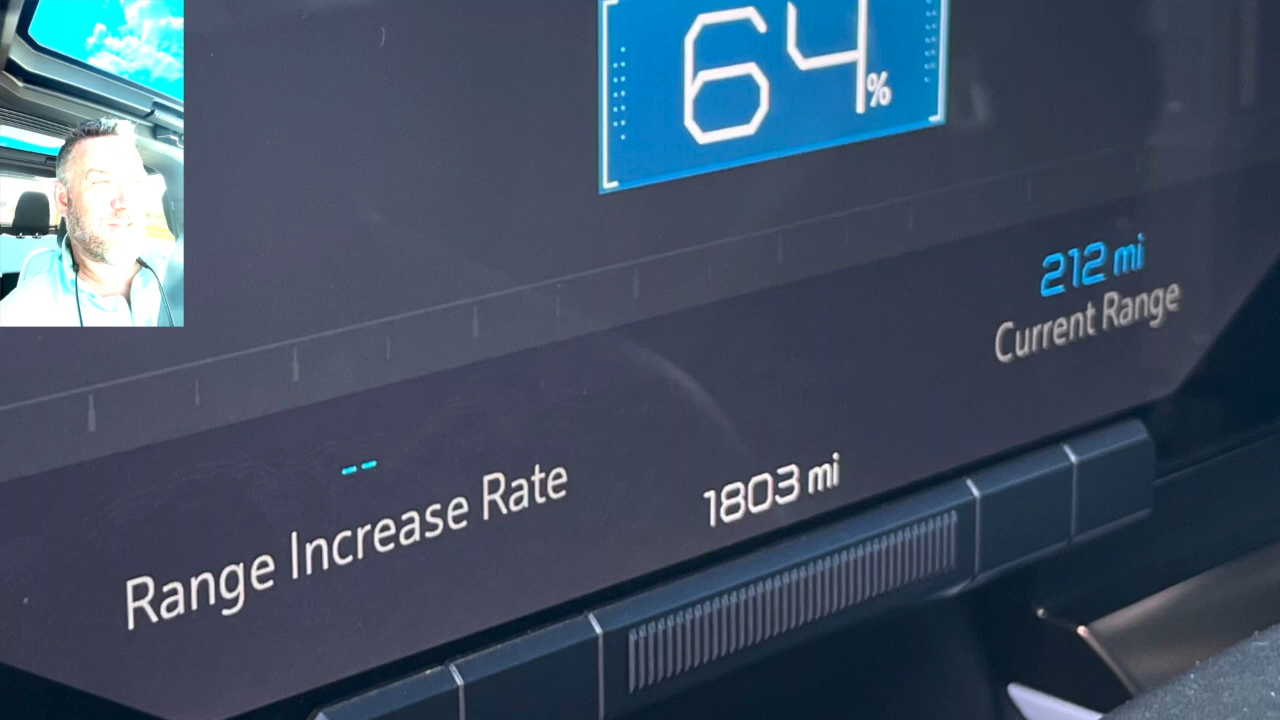 64%
212 mi
Current Range
--
Range Increase Rate
1803 mi